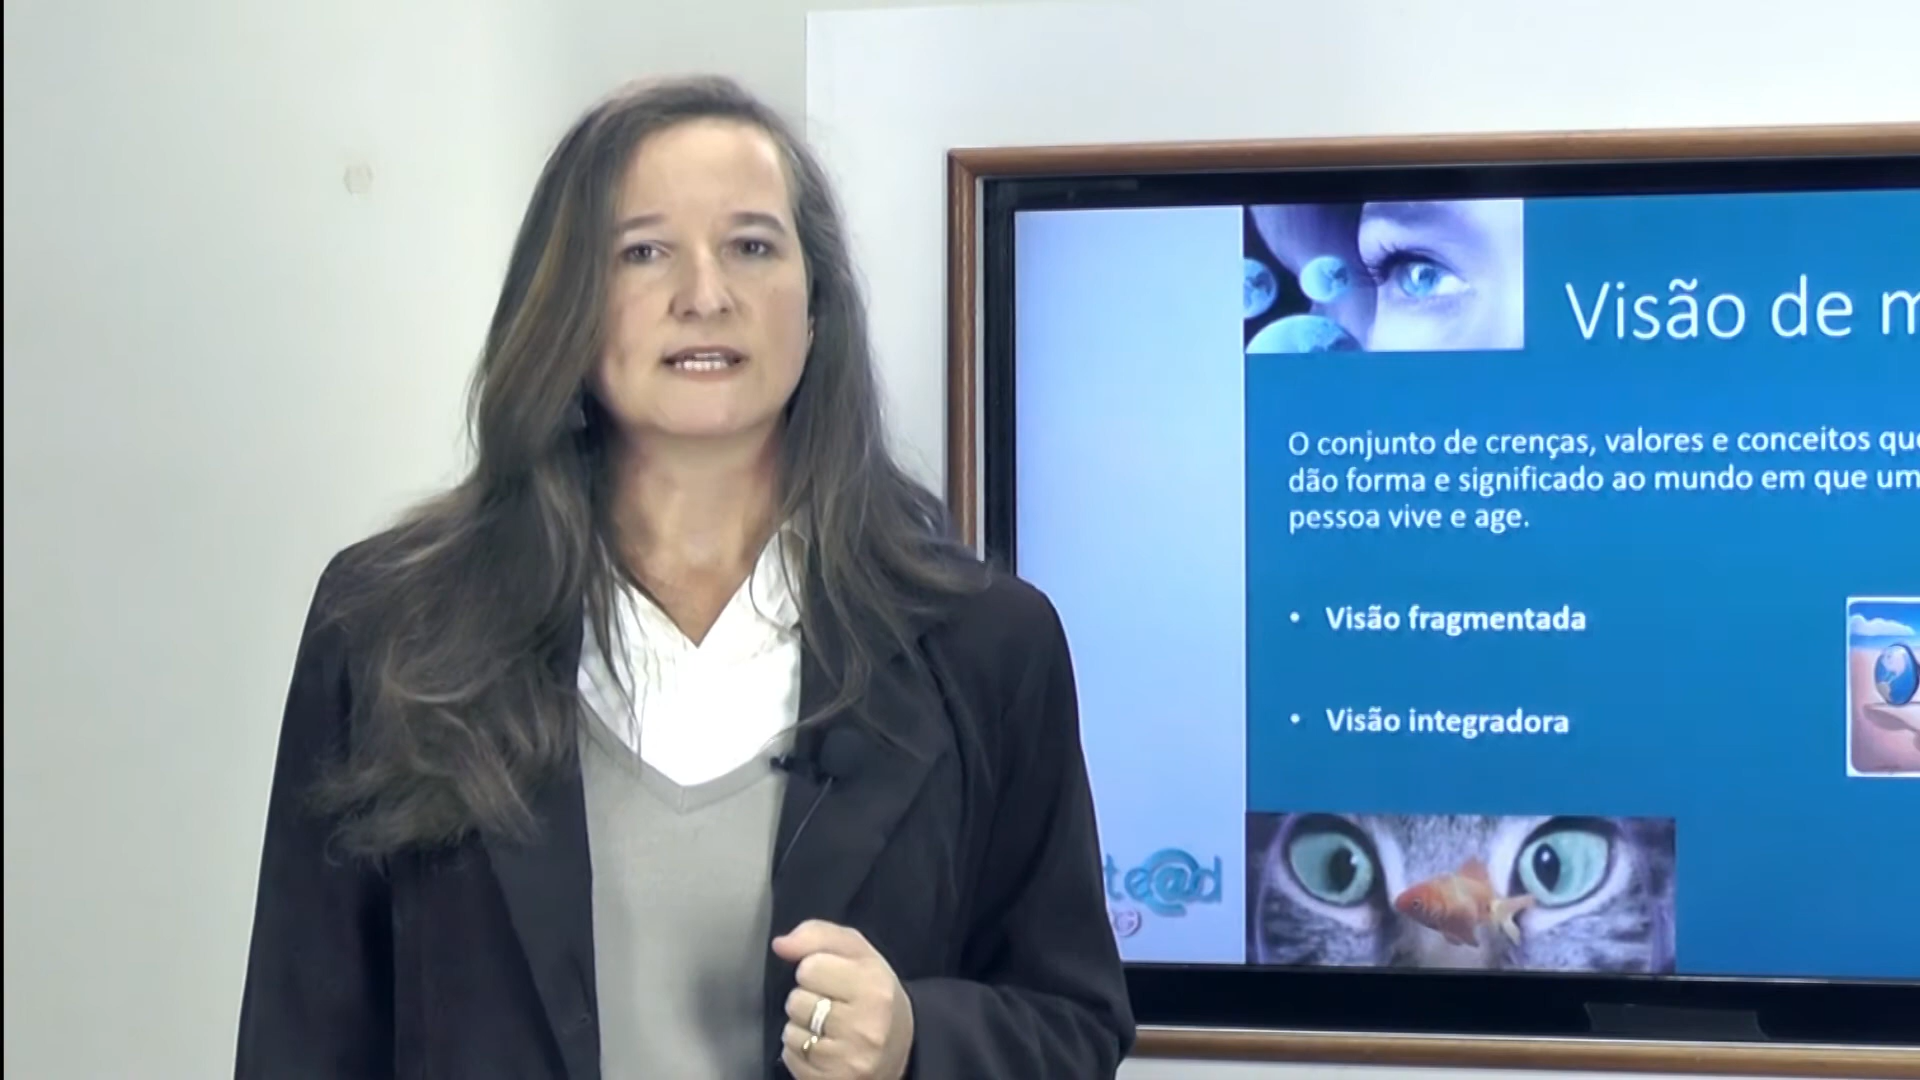 Visão de m
O conjunto de crenças, valores e conceitos que
dão forma e significado ao mundo em que um
pessoa vive e age.
• Visão fragmentada
• Visão integradora
te@d